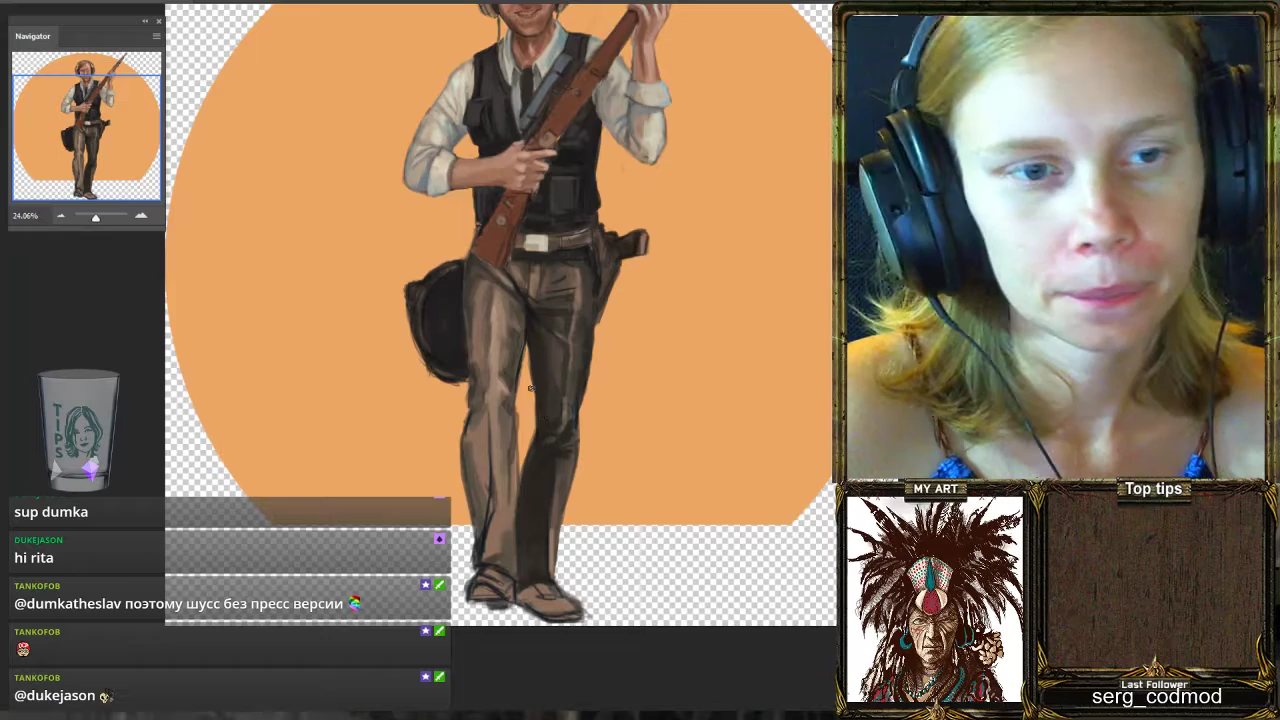 Navigator
24.06%
TIPS
sup dumka
DUKEJASON
hi rita
TANKOFOB
@dumkatheslav поэтому шусс без пресс версии
TANKOFOB
TANKOFOB
@dukejason
MY ART
Top tips
Last Follower
serg_codmod